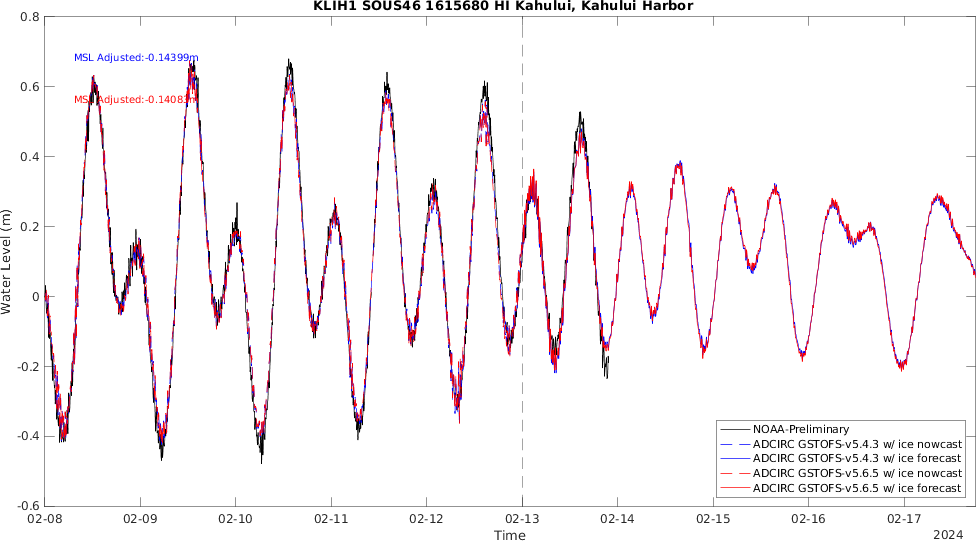 KLIH1 SOUS46 1615680 HI Kahului, Kahului Harbor
0.8
MSL Adjusted:-0.14399m
0.6
MSL Adjusted:-0.14083m
0.4
0.2
0
-0.2
-0.4
-0.6
Water Level (m)
NOAA-Preliminary
ADCIRC GSTOFS-v5.4.3 w/ ice nowcast
ADCIRC GSTOFS-v5.4.3 w/ ice forecast
ADCIRC GSTOFS-v5.6.5 w/ ice nowcast
ADCIRC GSTOFS-v5.6.5 w/ ice forecast
02-08 02-09 02-10 02-11 02-12 02-13 02-14 02-15 02-16 02-17
Time
2024